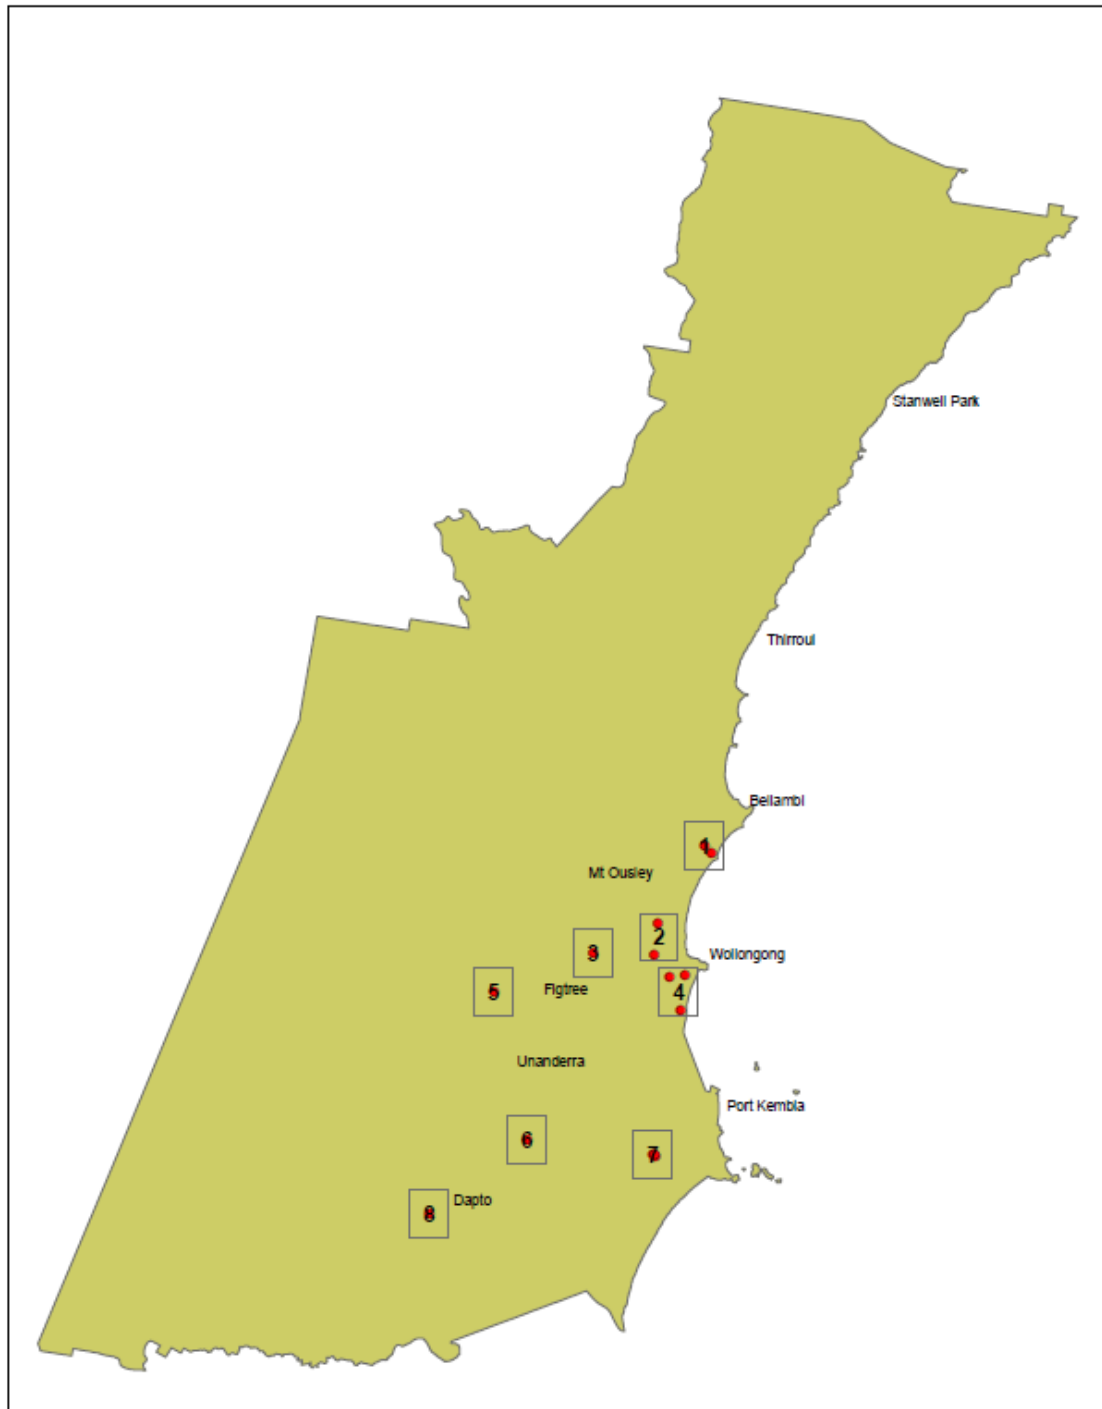 Stanwell Park
Thirroul
Bellambi
1
Mt Ousley
2
3
Wollongong
5
Figtree
4
Unanderra
Port Kembla
6
7
Dapto
8